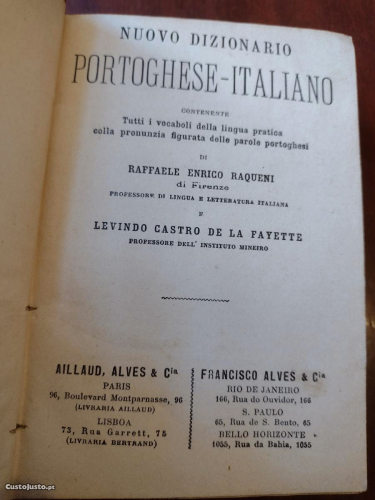 NUOVO DIZIONARIO
PORTOGHESE-ITALIANO
CONTENENTE
Tutti i vocaboli della lingua pratica
colla pronunzia figurata delle parole portoghesi
DI
RAFFAELE ENRICO RAQUENI
di Firenze
PROFESSORE DI LINGUA E LETTERATURA ITALIANA
E
LEVINDO CASTRO DE LA FAYETTE
PROFESSORE DELL' INSTITUTO MINEIRO
AILLAUD, ALVES & Cia
PARIS
96, Boulevard Montparnasse, 96
(LIVRARIA AILLAUD)
LISBOA
73, Rua Garrett, 75
(LIVRARIA BERTRAND)
FRANCISCO ALVES & Cia
RIO DE JANEIRO
166, Rua do Ouvidor, 166
S. PAULO
65, Rua de S. Bento, 65
BELLO HORIZONTE
1055, Rua da Bahia, 1055
CustoJusto.pt